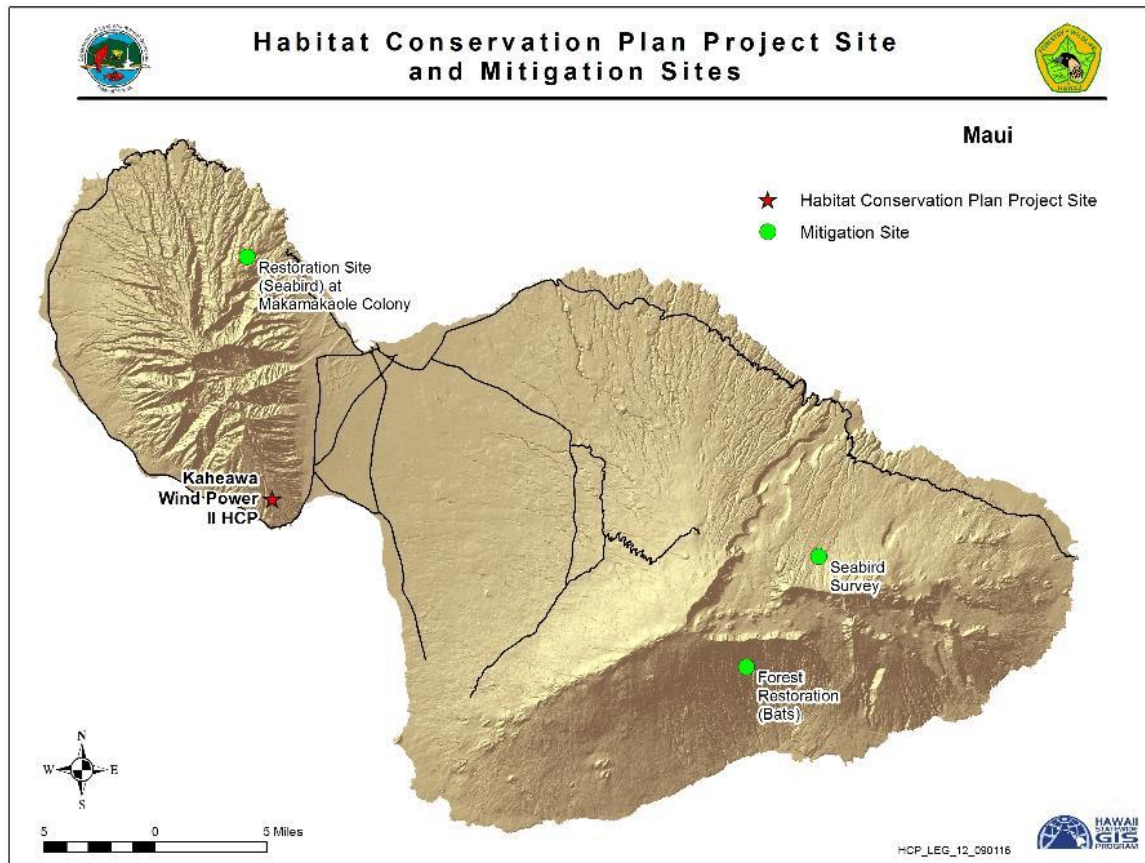 Habitat Conservation Plan Project Site
and Mitigation Sites
Maui
Habitat Conservation Plan Project Site
Mitigation Site
Restoration Site
(Seabird) at
Makamakaole Colony
Kaheawa
Wind Power
II HCP
Seabird
Survey
Forest
Restoration
(Bats)
N
W E
S
5 0 5 Miles
HCP_LEG_12_090116
HAWAII
STATEWIDE
GIS
PROGRAM